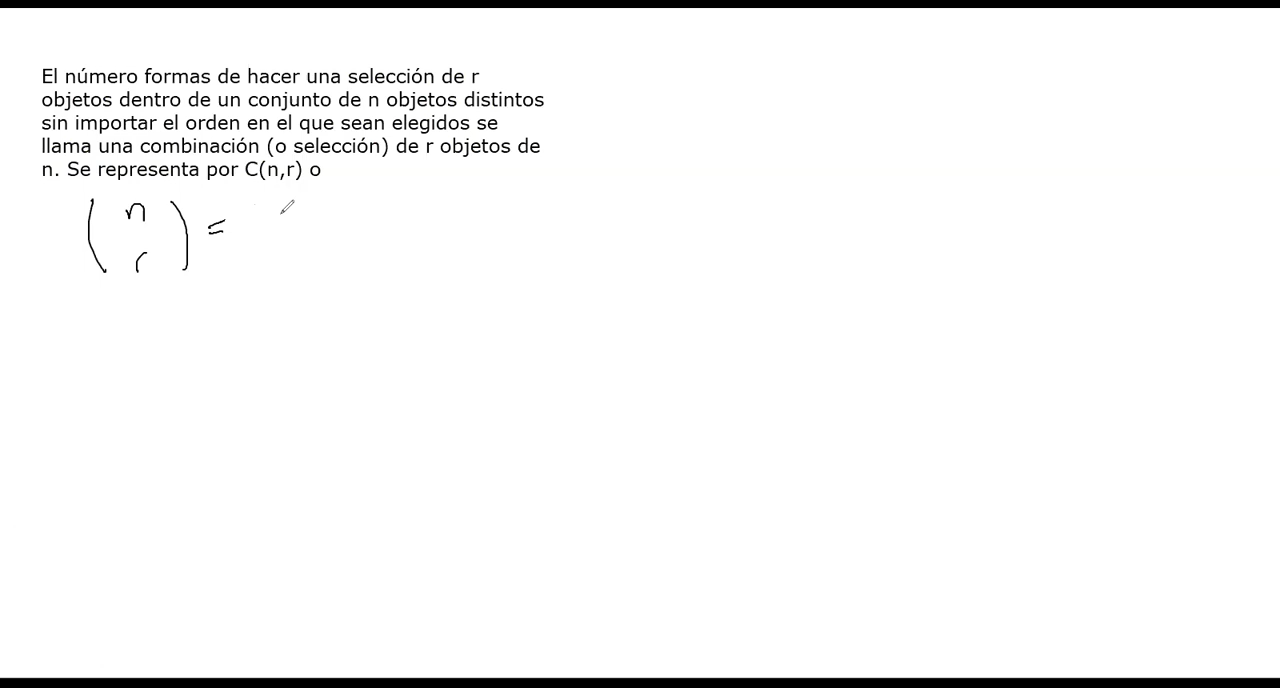 El número formas de hacer una selección de r
objetos dentro de un conjunto de n objetos distintos
sin importar el orden en el que sean elegidos se
llama una combinación (o selección) de r objetos de
n. Se representa por C(n,r) o
( n ) =
r